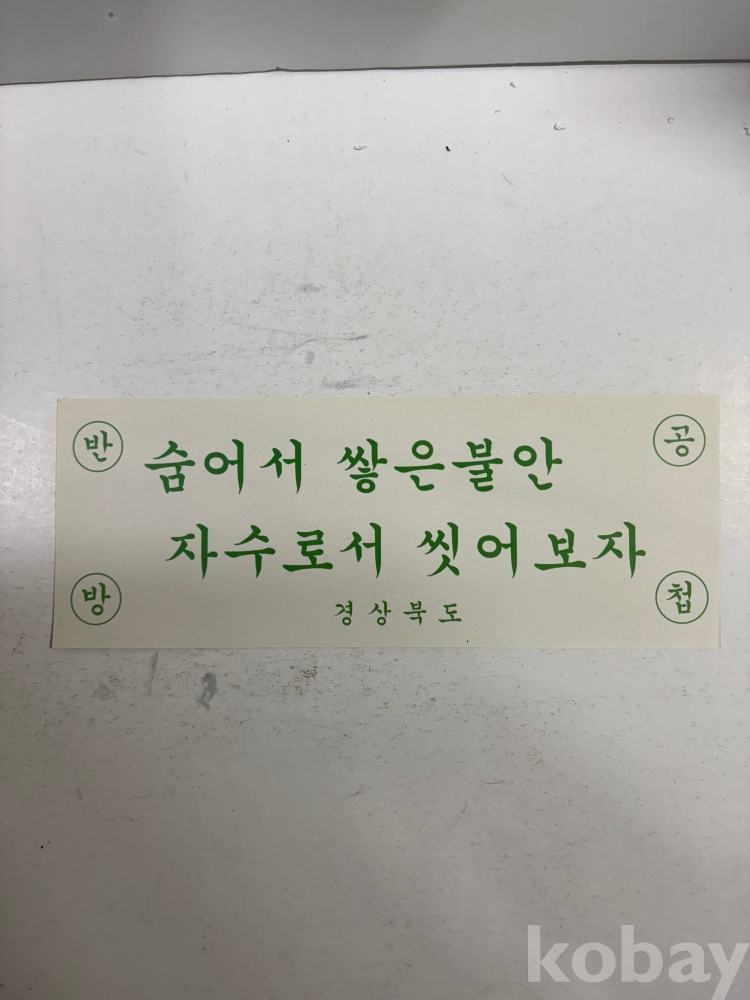 반 공
숨어서 쌓은불안
자수로서 씻어보자
방 첩
경상북도
kobay